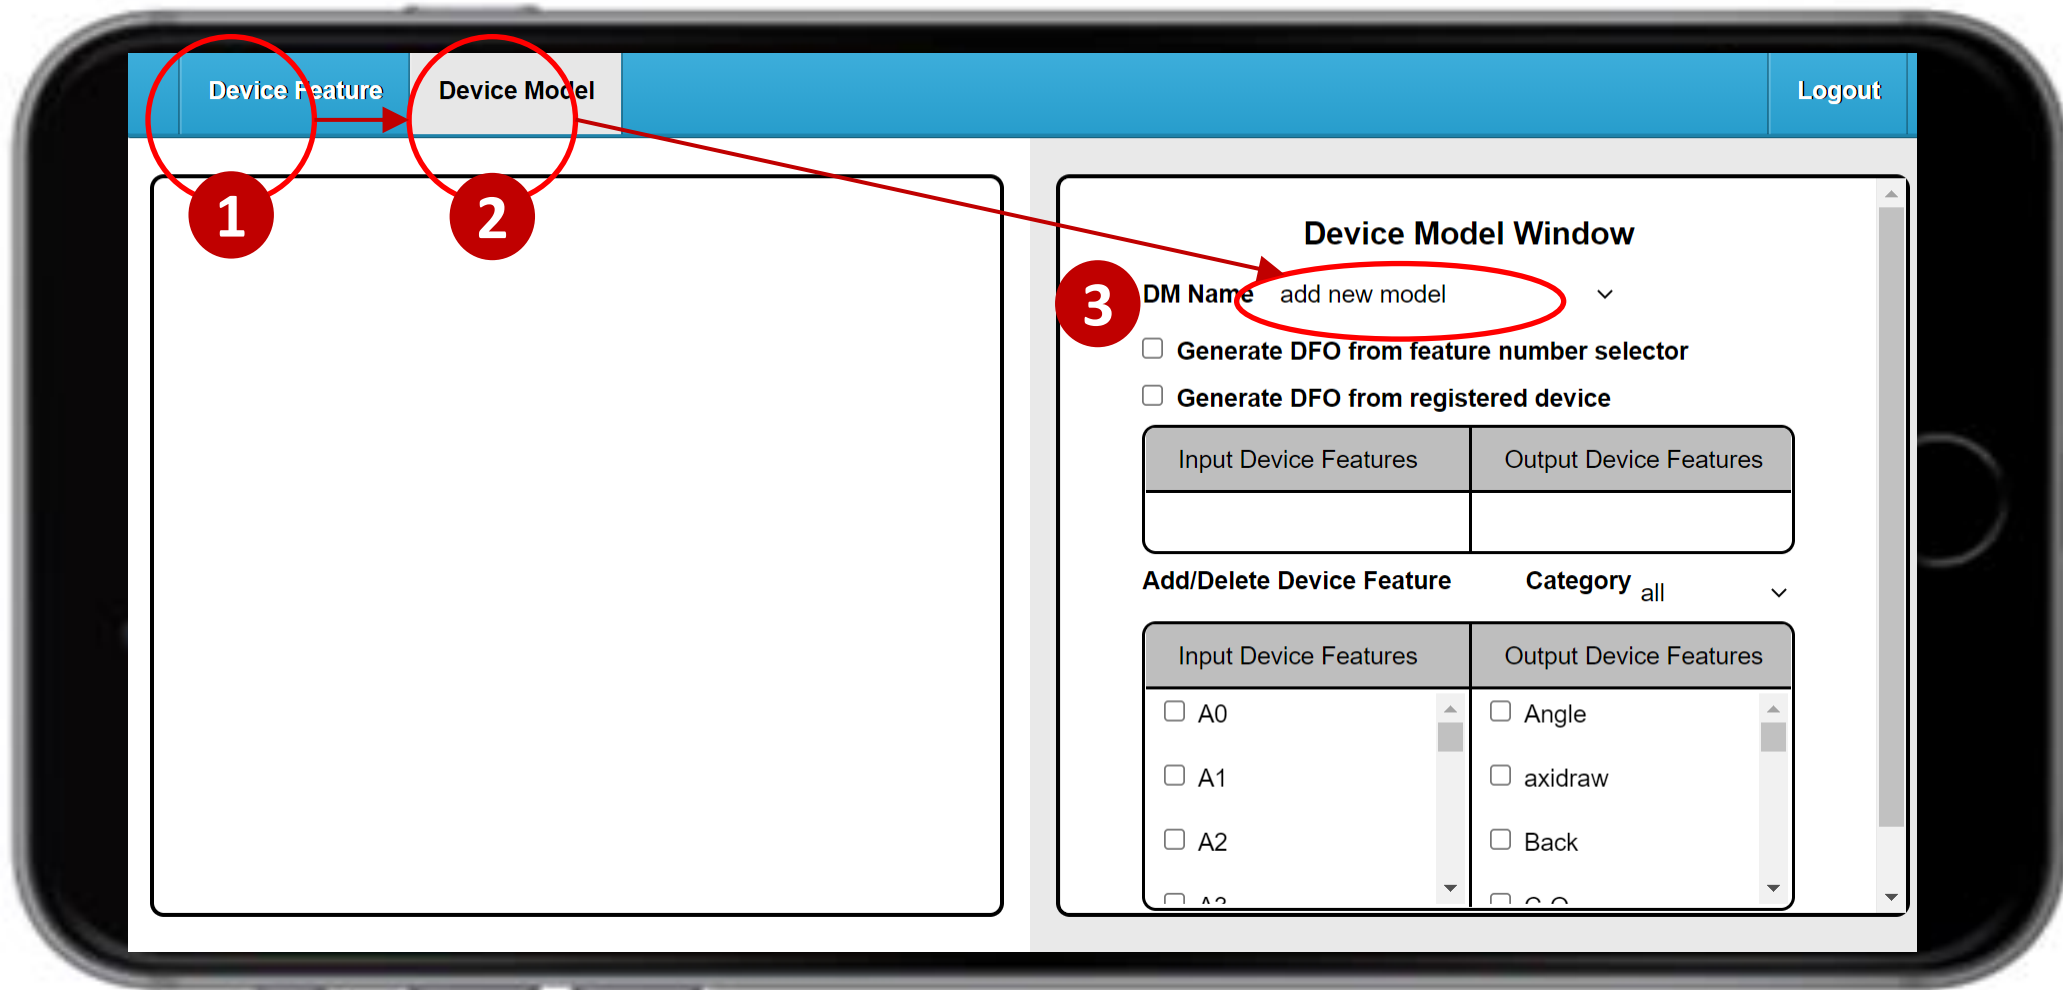 Device Feature
Device Model
Logout
1
2
3
Device Model Window
DM Name add new model
Generate DFO from feature number selector
Generate DFO from registered device
Input Device Features Output Device Features
Add/Delete Device Feature Category all
Input Device Features Output Device Features
A0 Angle
A1 axidraw
A2 Back